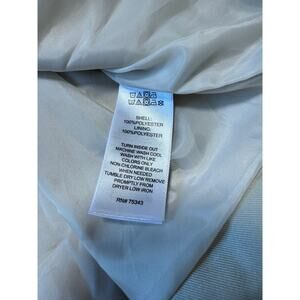 SHELL:
100%POLYESTER
LINING:
100%POLYESTER
TURN INSIDE OUT
MACHINE WASH COOL
WASH WITH LIKE
COLORS ONLY
NON CHLORINE BLEACH
WHEN NEEDED
TUMBLE DRY LOW REMOVE
PROMPTLY FROM
DRYER LOW IRON
RN# 75343